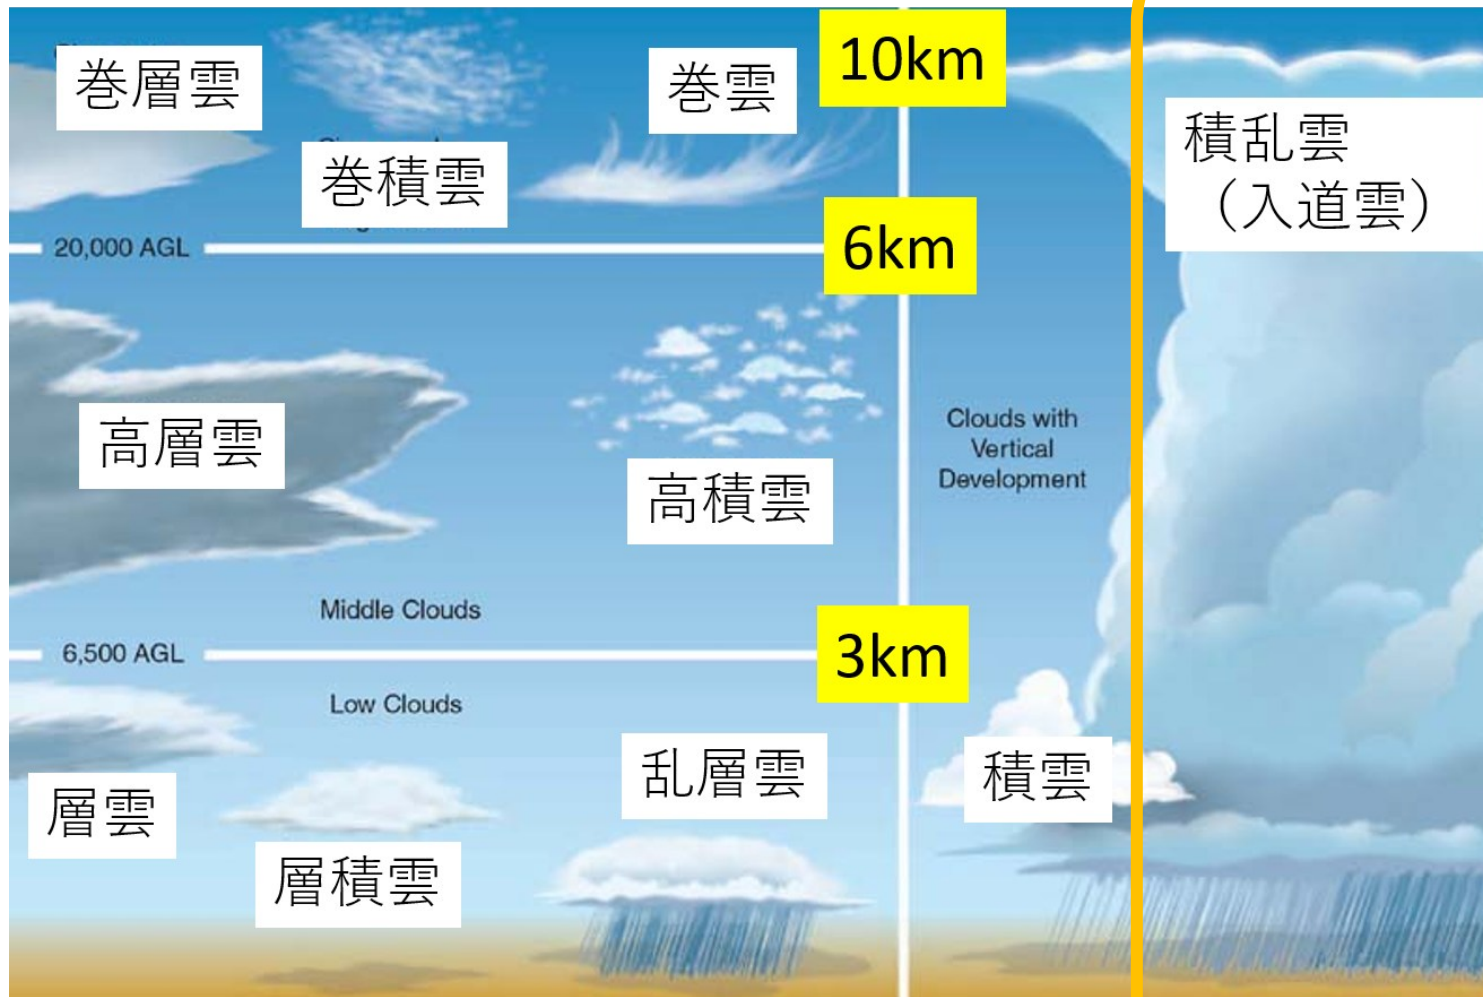 巻層雲
巻積雲
巻雲
10km
積乱雲
（入道雲）
20,000 AGL
6km
高層雲
高積雲
Clouds with
Vertical
Development
Middle Clouds
6,500 AGL
3km
Low Clouds
層雲
層積雲
乱層雲
積雲